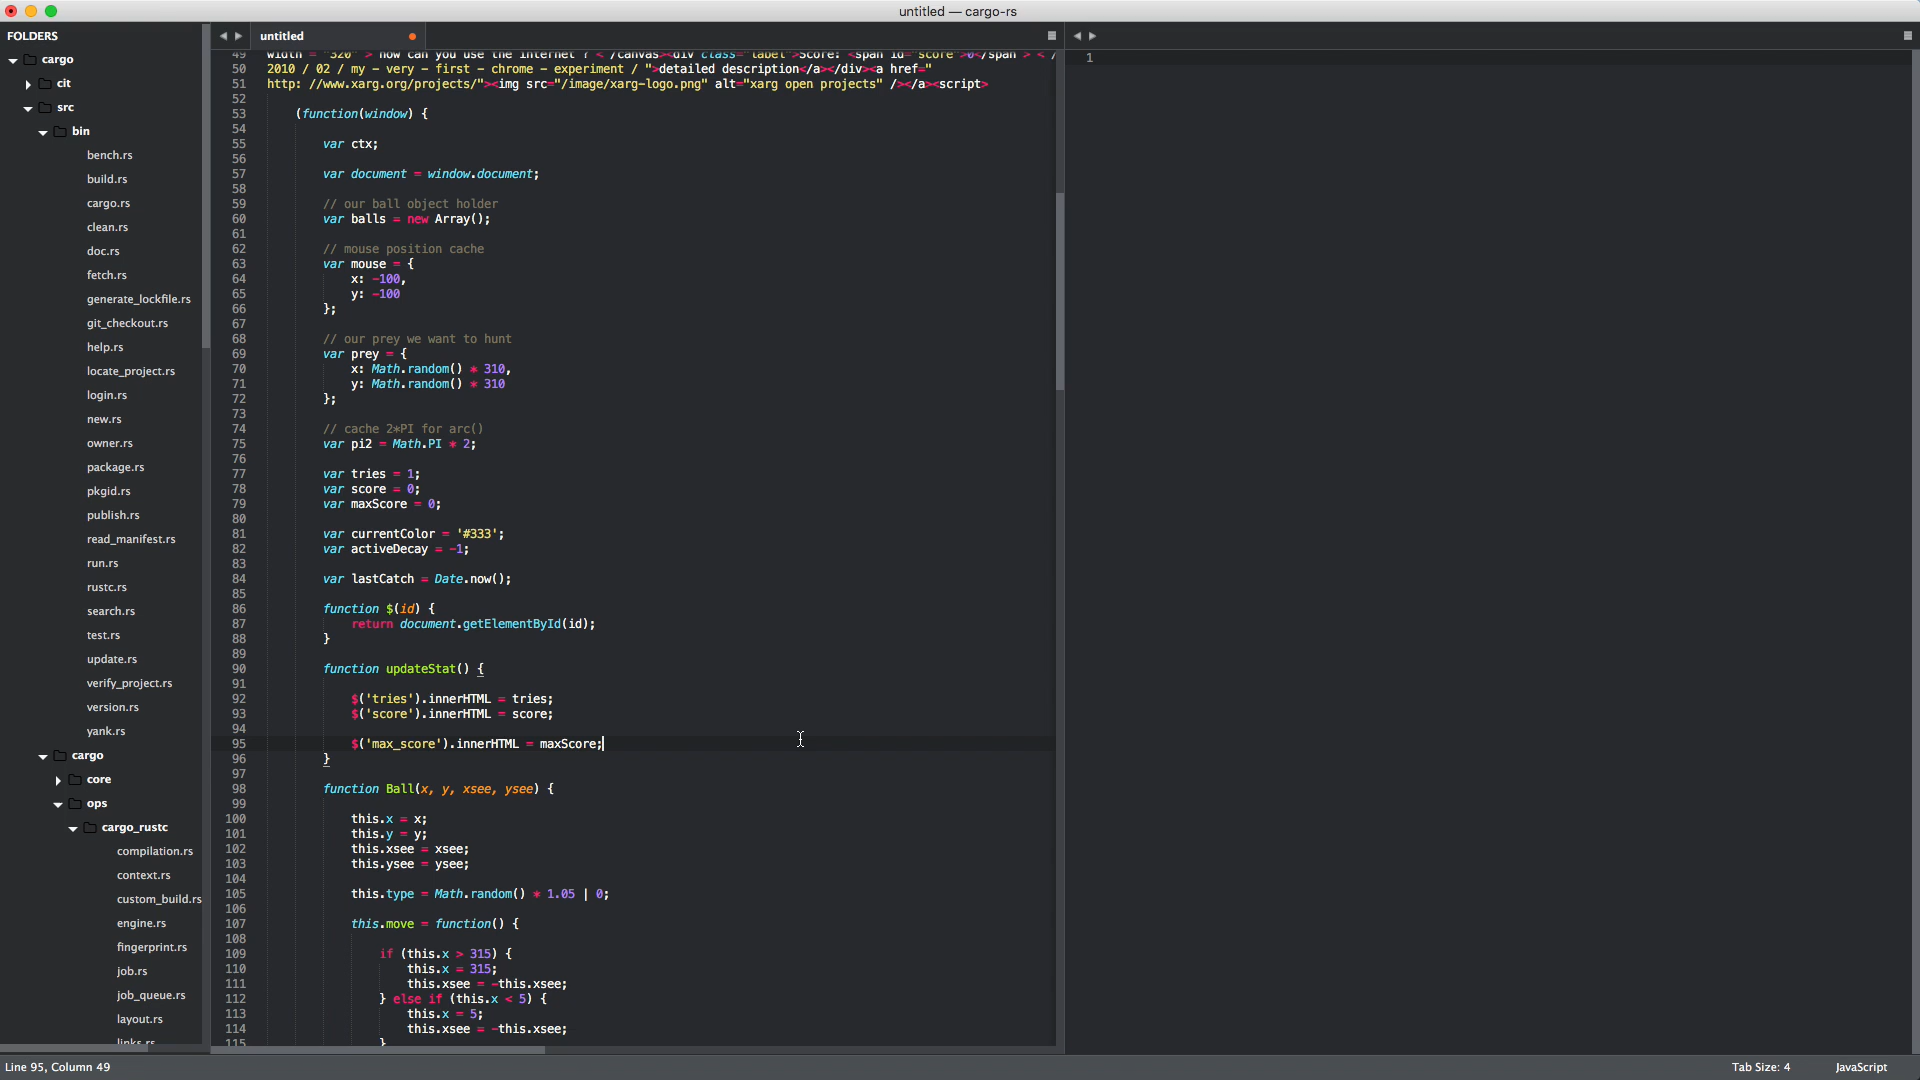 untitled — cargo-rs
FOLDERS
cargo
cit
src
bin
bench.rs
build.rs
cargo.rs
clean.rs
doc.rs
fetch.rs
generate_lockfile.rs
git_checkout.rs
help.rs
locate_project.rs
login.rs
new.rs
owner.rs
package.rs
pkgid.rs
publish.rs
read_manifest.rs
run.rs
rustc.rs
search.rs
test.rs
update.rs
verify_project.rs
version.rs
yank.rs
cargo
core
ops
cargo_rustc
compilation.rs
context.rs
custom_build.rs
engine.rs
fingerprint.rs
job.rs
job_queue.rs
layout.rs
links.rs
untitled
49 width = "320" > how can you use the internet ? < /canvas><div class="label">Score: <span id="score">0</span > < /
50 2010 / 02 / my - very - first - chrome - experiment / ">detailed description</a></div><a href="
51 http: //www.xarg.org/projects/"><img src="/image/xarg-logo.png" alt="xarg open projects" /></a><script>
52
53 (function(window) {
54
55 var ctx;
56
57 var document = window.document;
58
59 // our ball object holder
60 var balls = new Array();
61
62 // mouse position cache
63 var mouse = {
64 x: -100,
65 y: -100
66 };
67
68 // our prey we want to hunt
69 var prey = {
70 x: Math.random() * 310,
71 y: Math.random() * 310
72 };
73
74 // cache 2*PI for arc()
75 var pi2 = Math.PI * 2;
76
77 var tries = 1;
78 var score = 0;
79 var maxScore = 0;
80
81 var currentColor = '#333';
82 var activeDecay = -1;
83
84 var lastCatch = Date.now();
85
86 function $(id) {
87 return document.getElementById(id);
88 }
89
90 function updateStat() {
91
92 $('tries').innerHTML = tries;
93 $('score').innerHTML = score;
94
95 $('max_score').innerHTML = maxScore;
96 }
97
98 function Ball(x, y, xsee, ysee) {
99
100 this.x = x;
101 this.y = y;
102 this.xsee = xsee;
103 this.ysee = ysee;
104
105 this.type = Math.random() * 1.05 | 0;
106
107 this.move = function() {
108
109 if (this.x > 315) {
110 this.x = 315;
111 this.xsee = -this.xsee;
112 } else if (this.x < 5) {
113 this.x = 5;
114 this.xsee = -this.xsee;
115 }
1
Line 95, Column 49
Tab Size: 4
JavaScript